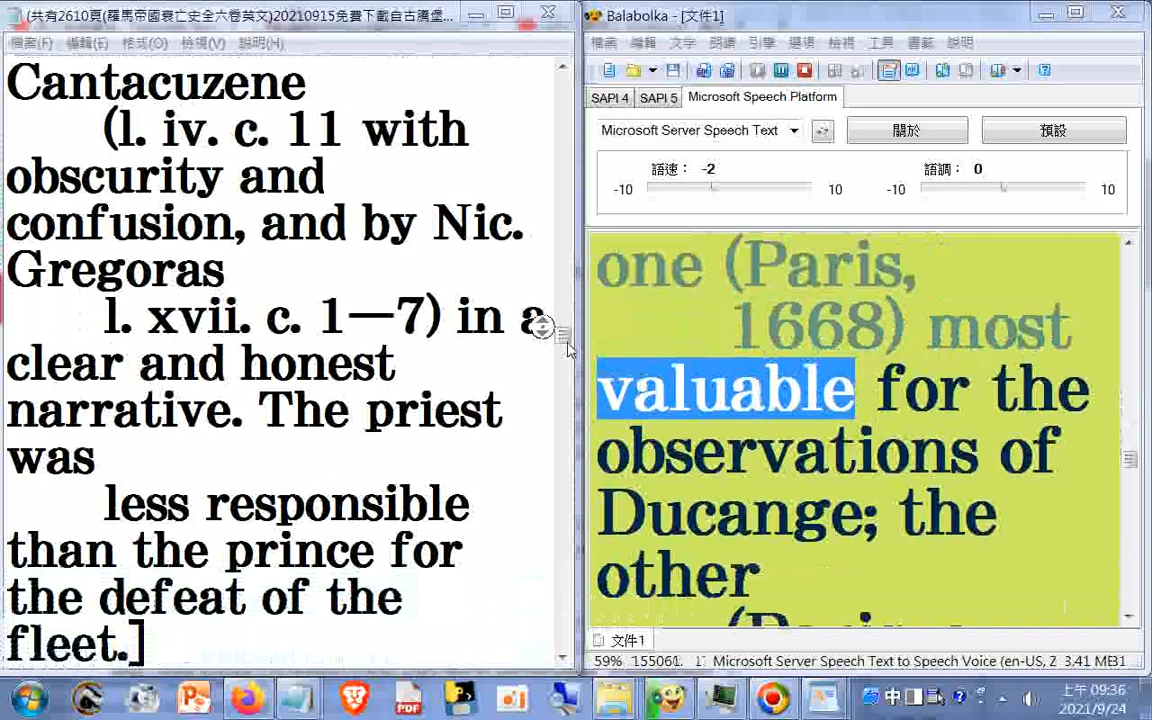 (共有2610頁(羅馬帝國衰亡史全六卷英文)20210915免費下載自古騰堡...
檔案(F) 編輯(E) 格式(O) 檢視(V) 說明(H)
Cantacuzene
(l. iv. c. 11 with
obscurity and
confusion, and by Nic.
Gregoras
l. xvii. c. 1—7) in a
clear and honest
narrative. The priest
was
less responsible
than the prince for
the defeat of the
fleet.]
Balabolka - [文件1]
檔案 編輯 文字 朗讀 引擎 選項 檢視 工具 書籤 說明
SAPI 4 SAPI 5 Microsoft Speech Platform
Microsoft Server Speech Text 關於 預設
語速： -2 語調： 0
-10 10 -10 10
one (Paris,
1668) most
valuable for the
observations of
Ducange; the
other
文件1
59% 155061. Microsoft Server Speech Text to Speech Voice (en-US, 2 3.41 MB1
PDF 中 上午 09:36
2021/9/24